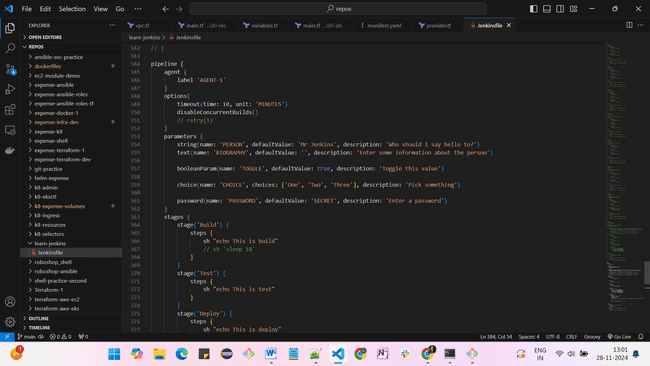 File Edit Selection View Go ··· repos
EXPLORER ···
OPEN EDITORS
REPOS
ansible-sec-practice
dockerfiles
ec2-module-demo
expense-ansible
expense-ansible-roles
expense-ansible-roles-tf
expense-docker-1
expense-infra-dev
expense-k8
expense-shell
expense-terraform-1
expense-terraform-dev
git-practice
helm-expense
k8-admin
k8-eksctl
k8-expense-volumes
k8-ingress
k8-resources
k8-selectors
learn-jenkins
Jenkinsfile
roboshop_shell
roboshop-ansible
shell-practice-second
Terraform-1
terraform-aws-ec2
terraform-aws-eks
OUTLINE
TIMELINE
vpc.tf main.tf variables.tf main.tf manifest.yaml provider.tf Jenkinsfile
learn-jenkins > Jenkinsfile
342 // }
343
344 pipeline {
345 agent {
346 label 'AGENT-1'
347 }
348 options{
349 timeout(time: 10, unit: 'MINUTES')
350 disableConcurrentBuilds()
351 // retry(1)
352 }
353 parameters {
354 string(name: 'PERSON', defaultValue: 'Mr Jenkins', description: 'Who should I say hello to?')
355 text(name: 'BIOGRAPHY', defaultValue: '', description: 'Enter some information about the person')
356
357 booleanParam(name: 'TOGGLE', defaultValue: true, description: 'Toggle this value')
358
359 choice(name: 'CHOICE', choices: ['One', 'Two', 'Three'], description: 'Pick something')
360
361 password(name: 'PASSWORD', defaultValue: 'SECRET', description: 'Enter a password')
362 }
363 stages {
364 stage('Build') {
365 steps {
366 sh "echo This is build"
367 // sh 'sleep 10'
368 }
369 }
370 stage('Test') {
371 steps {
372 sh "echo This is test"
373 }
374 }
375 stage('Deploy') {
376 steps {
377 sh "echo This is deploy"
main 0 0 0 Ln 384, Col 54 Spaces: 4 UTF-8 CRLF Groovy Go Live
ENG
IN
13:01
28-11-2024